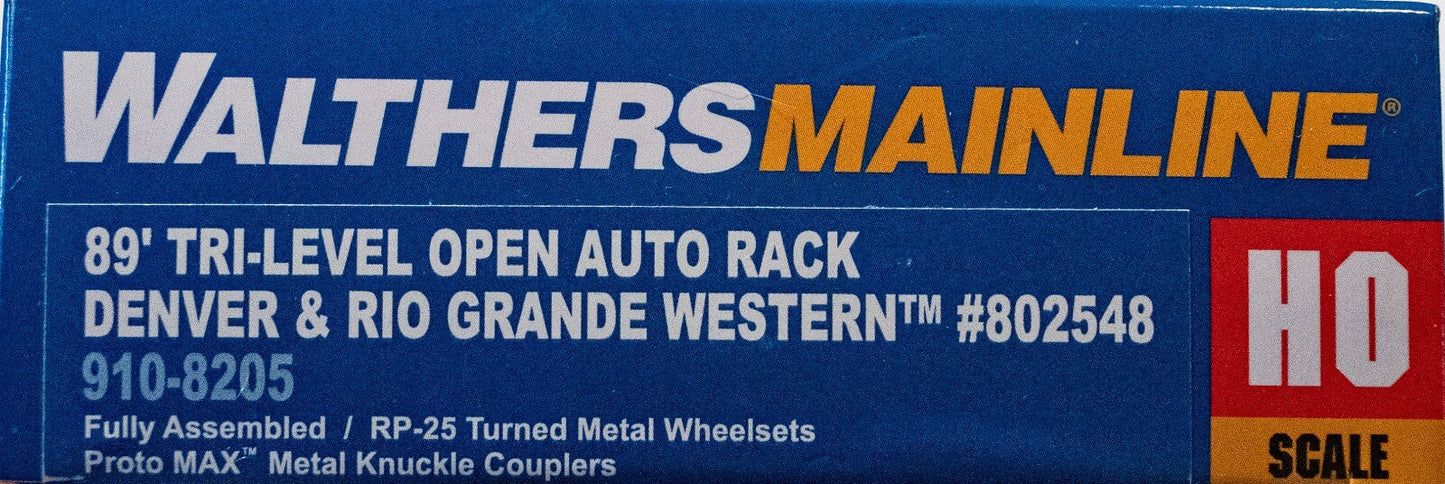 WALTHERSMAINLINE®
89' TRI-LEVEL OPEN AUTO RACK
DENVER & RIO GRANDE WESTERN™ #802548
910-8205
Fully Assembled / RP-25 Turned Metal Wheelsets
Proto MAX™ Metal Knuckle Couplers
HO
SCALE